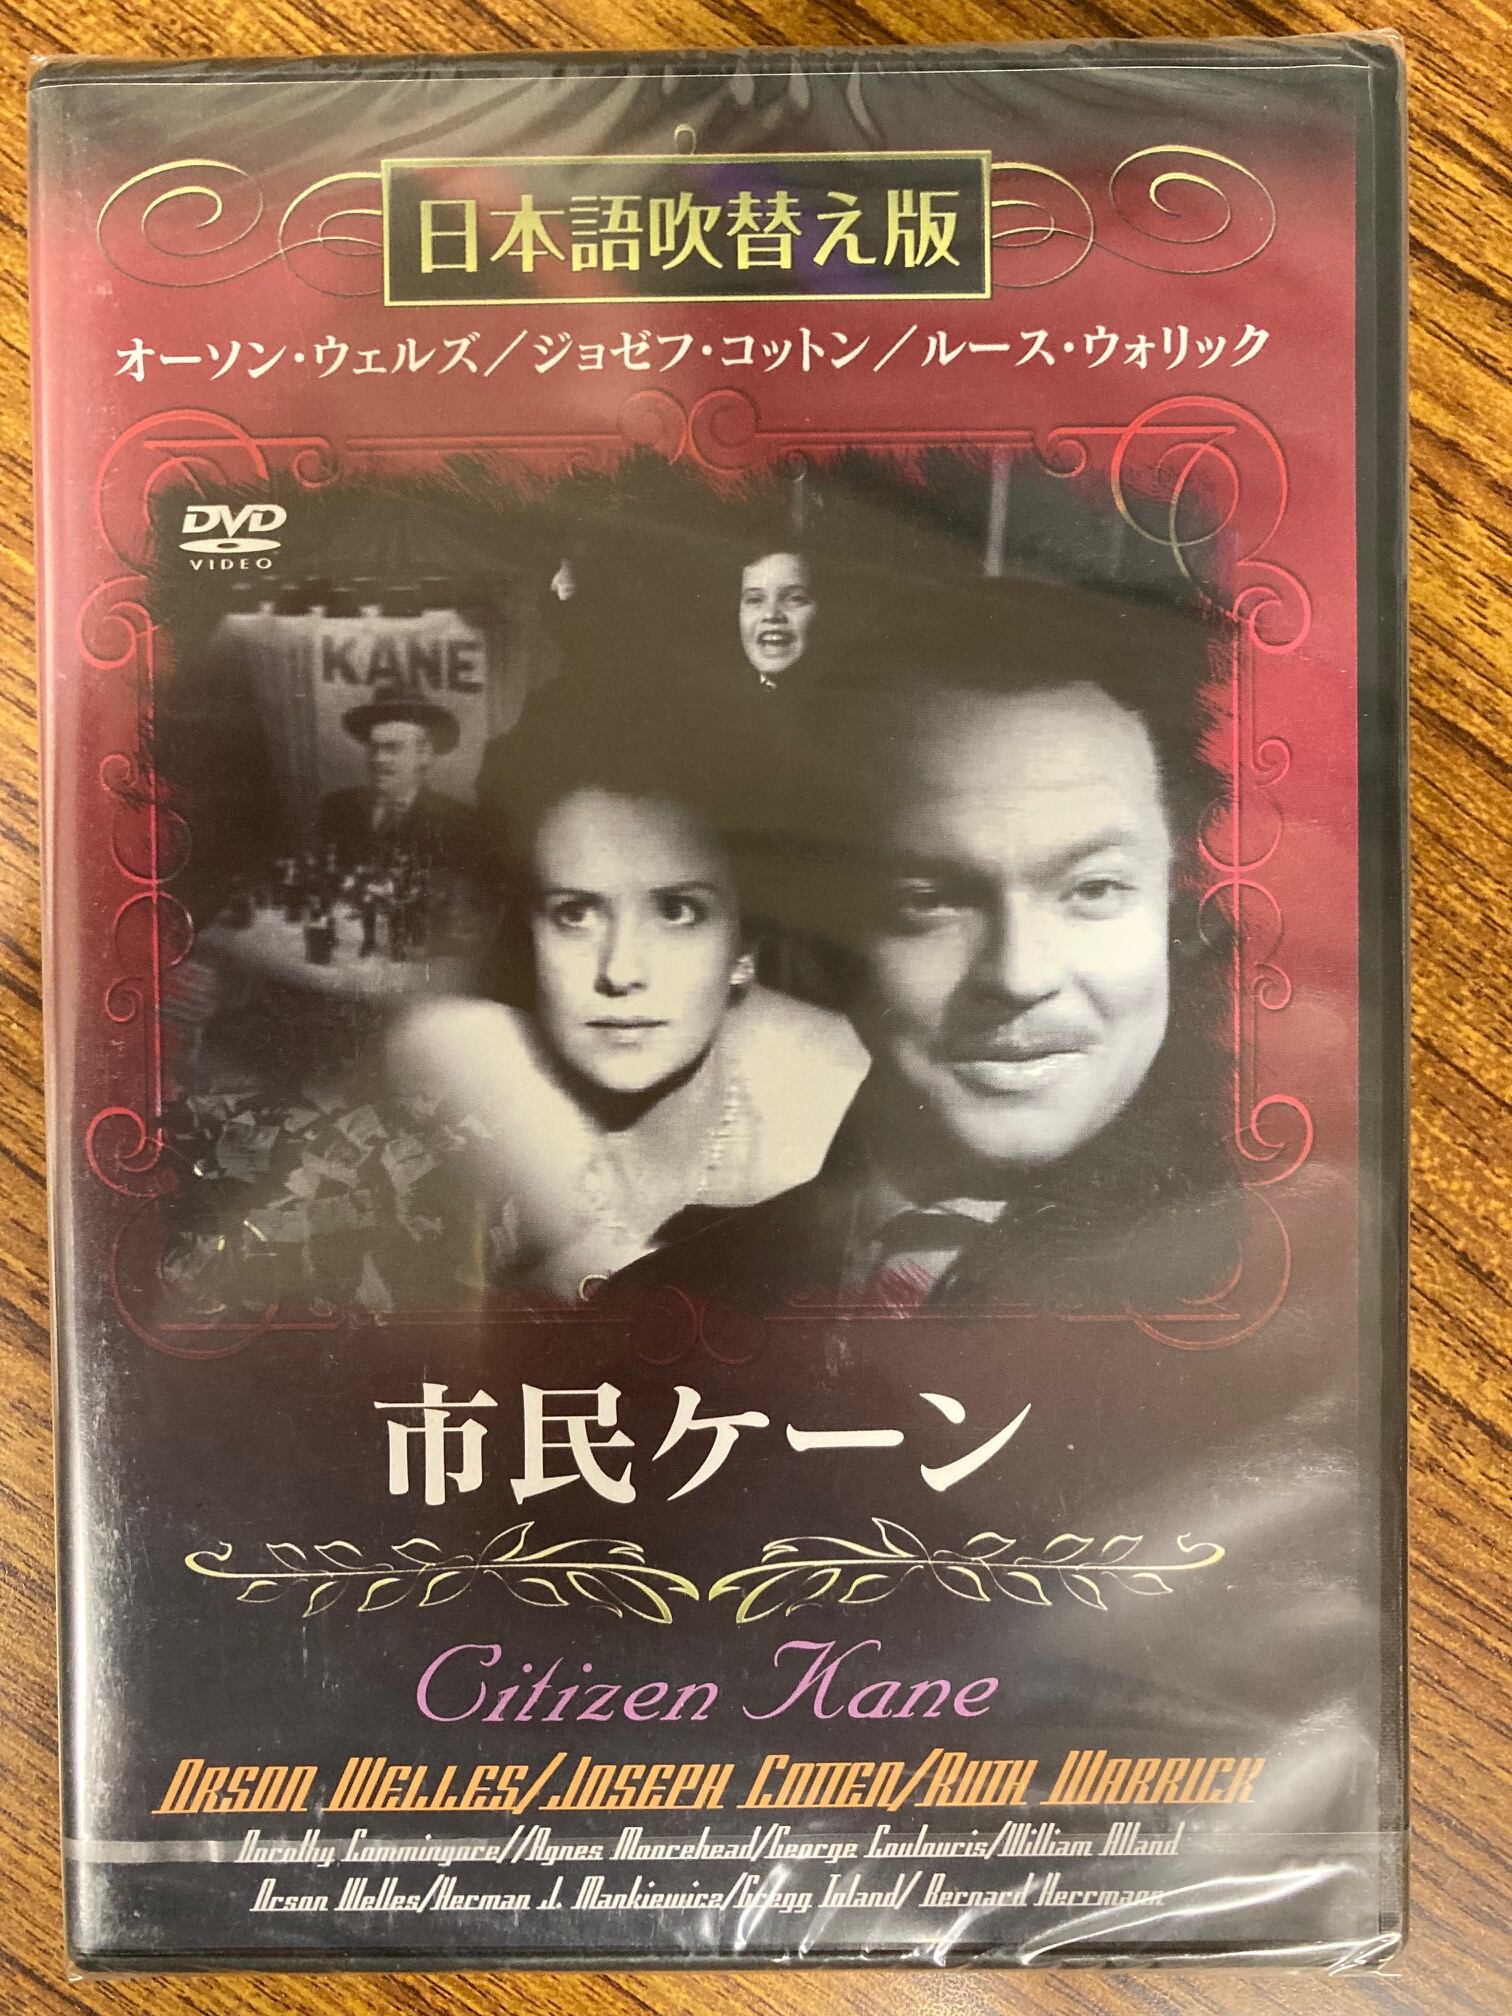 日本語吹替え版
オーソン・ウェルズ/ジョゼフ・コットン/ルース・ウォリック
DVD
VIDEO
KANE
市民ケーン
Citizen Kane
ORSON WELLES/JOSEPH COTTEN/RUTH WARRICK
Dorothy Commingore//Agnes Moorehead/George Coulouris/William Alland
Orson Welles/Herman J. Mankiewicz/Gregg Toland/ Bernard Herrmann